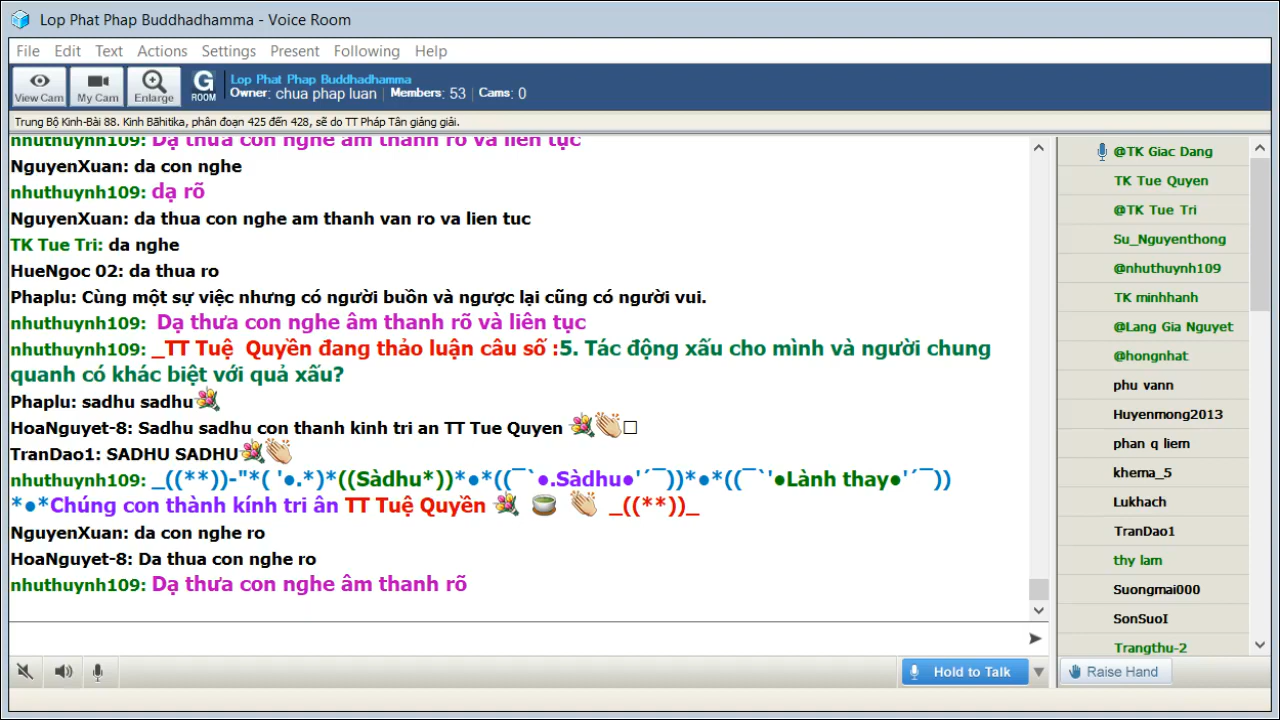 Lop Phat Phap Buddhadhamma - Voice Room
File Edit Text Actions Settings Present Following Help
View Cam My Cam Enlarge G ROOM
Lop Phat Phap Buddhadhamma
Owner: chua phap luan Members: 53 Cams: 0
Trung Bộ Kinh-Bài 88. Kinh Bāhitika, phân đoạn 425 đến 428, sẽ do TT Pháp Tân giảng giải.
nhuthuynh109: Dạ thưa con nghe âm thanh rõ và liên tục
NguyenXuan: da con nghe
nhuthuynh109: dạ rõ
NguyenXuan: da thua con nghe am thanh van ro va lien tuc
TK Tue Tri: da nghe
HueNgoc 02: da thua ro
Phaplu: Cùng một sự việc nhưng có người buồn và ngược lại cũng có người vui.
nhuthuynh109: Dạ thưa con nghe âm thanh rõ và liên tục
nhuthuynh109: _TT Tuệ Quyền đang thảo luận câu số :5. Tác động xấu cho mình và người chung
quanh có khác biệt với quả xấu?
Phaplu: sadhu sadhu
HoaNguyet-8: Sadhu sadhu con thanh kinh tri an TT Tue Quyen
TranDao1: SADHU SADHU
nhuthuynh109: _((**))-"*( '●.*)*((Sàdhu*))*●*((¯`●.Sàdhu●'´¯))*●*((¯`'●Lành thay●'´¯))
*●*Chúng con thành kính tri ân TT Tuệ Quyền _((**))_
NguyenXuan: da con nghe ro
HoaNguyet-8: Da thua con nghe ro
nhuthuynh109: Dạ thưa con nghe âm thanh rõ
Hold to Talk
@TK Giac Dang
TK Tue Quyen
@TK Tue Tri
Su_Nguyenthong
@nhuthuynh109
TK minhhanh
@Lang Gia Nguyet
@hongnhat
phu vann
Huyenmong2013
phan q liem
khema_5
Lukhach
TranDao1
thy lam
Suongmai000
SonSuoI
Trangthu-2
Raise Hand